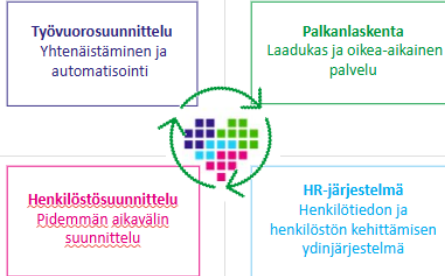 Työvuorosuunnittelu
Yhtenäistäminen ja
automatisointi
Palkanlaskenta
Laadukas ja oikea-aikainen
palvelu
Henkilöstösuunnittelu
Pidemmän aikavälin
suunnittelu
HR-järjestelmä
Henkilötiedon ja
henkilöstön kehittämisen
ydinjärjestelmä